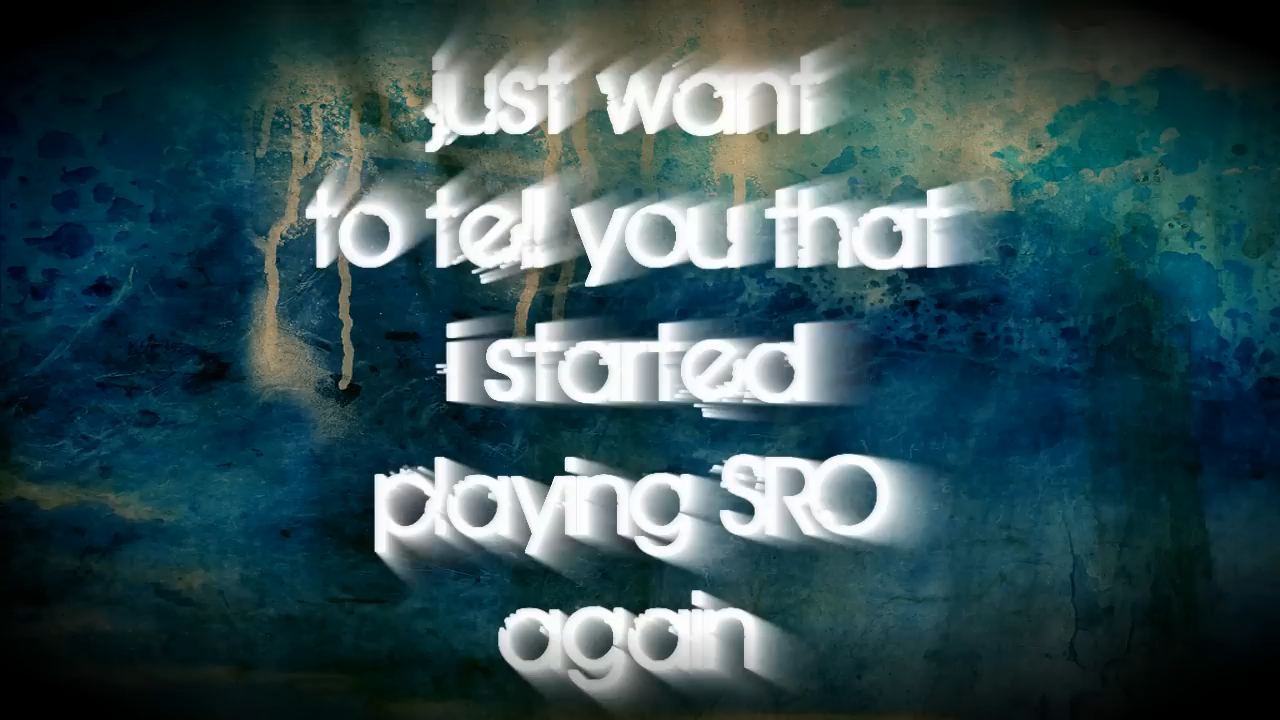 just want
to tell you that
i started
playing SRO
again